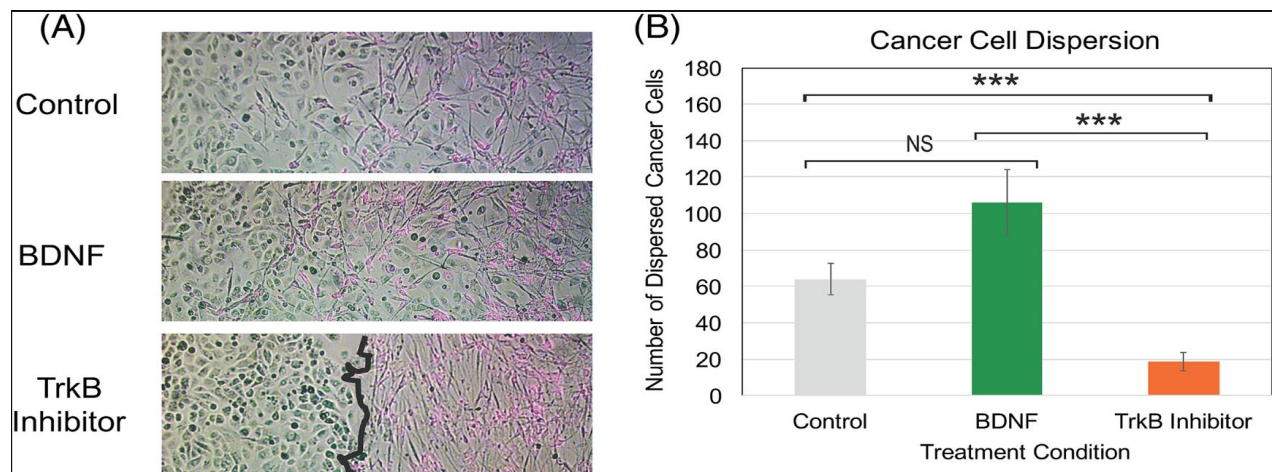 (A)
Control
BDNF
TrkB
Inhibitor
(B)
Cancer Cell Dispersion
Number of Dispersed Cancer Cells
180
160
140
120
100
80
60
40
20
0
***
***
NS
Control BDNF TrkB Inhibitor
Treatment Condition